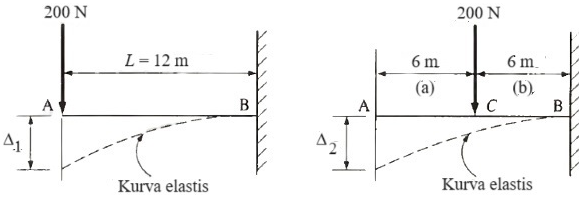 200 N
L = 12 m
A
B
Δ1
Kurva elastis
200 N
6 m
6 m
(a)
(b)
A
C
B
Δ2
Kurva elastis